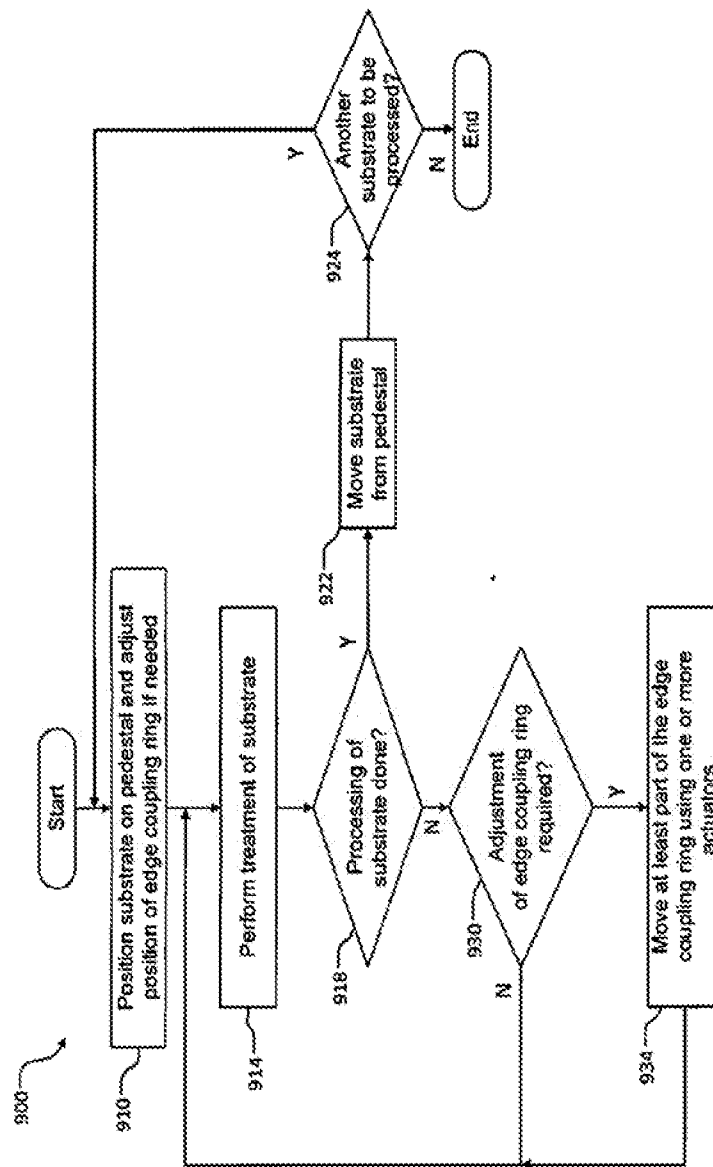 900
Start
Position substrate on pedestal and adjust
position of edge coupling ring if needed
910
Perform treatment of substrate
914
Processing of
substrate done?
918
Y
N
Move substrate
from pedestal
922
Another
substrate to be
processed?
924
Y
N
End
Adjustment
of edge coupling ring
required?
930
N
Y
Move at least part of the edge
coupling ring using one or more
actuators
934